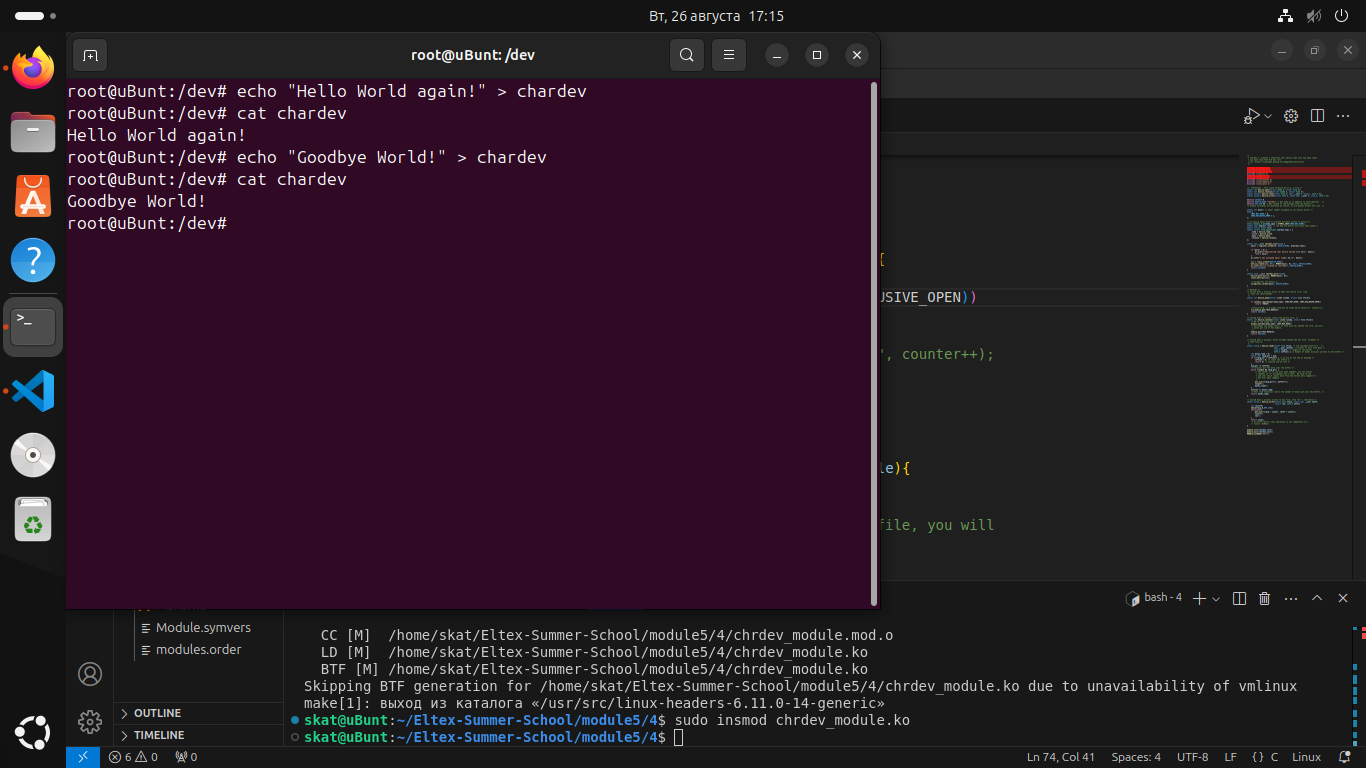 Вт, 26 августа 17:15
root@uBunt: /dev
root@uBunt:/dev# echo "Hello World again!" > chardev
root@uBunt:/dev# cat chardev
Hello World again!
root@uBunt:/dev# echo "Goodbye World!" > chardev
root@uBunt:/dev# cat chardev
Goodbye World!
root@uBunt:/dev#
{
USIVE_OPEN))
", counter++);
le){
file, you will
bash - 4
Module.symvers
modules.order
OUTLINE
TIMELINE
CC [M] /home/skat/Eltex-Summer-School/module5/4/chrdev_module.mod.o
LD [M] /home/skat/Eltex-Summer-School/module5/4/chrdev_module.ko
BTF [M] /home/skat/Eltex-Summer-School/module5/4/chrdev_module.ko
Skipping BTF generation for /home/skat/Eltex-Summer-School/module5/4/chrdev_module.ko due to unavailability of vmlinux
make[1]: выход из каталога «/usr/src/linux-headers-6.11.0-14-generic»
skat@uBunt:~/Eltex-Summer-School/module5/4$ sudo insmod chrdev_module.ko
skat@uBunt:~/Eltex-Summer-School/module5/4$
6 0 0
Ln 74, Col 41 Spaces: 4 UTF-8 LF { } C Linux